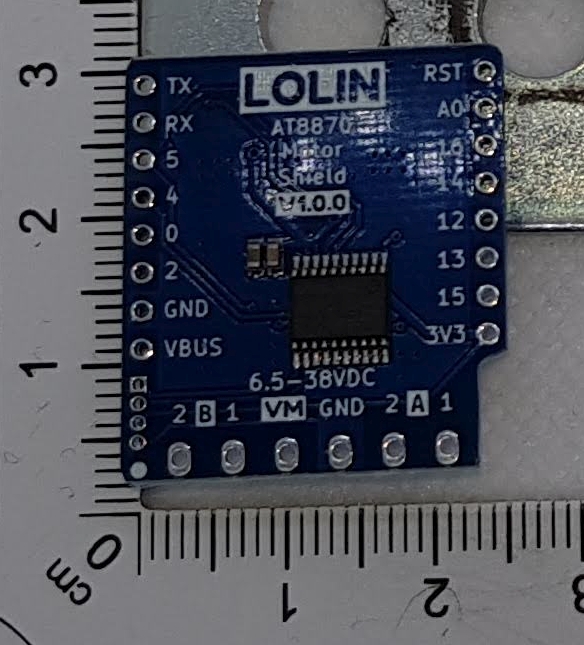 LOLIN
AT8870
Motor
Shield
V1.0.0
TX
RX
5
4
0
2
GND
VBUS
RST
A0
16
14
12
13
15
3V3
6.5-38VDC
2 B 1 VM GND 2 A 1
3
2
1
0
cm
1
2
3